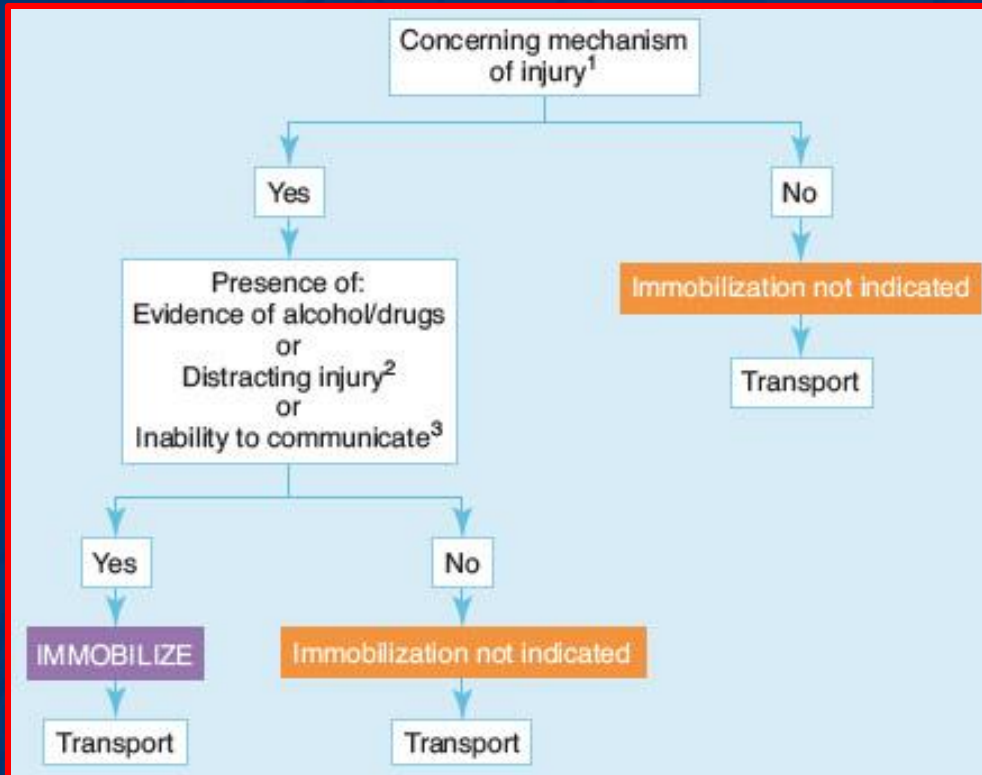 Concerning mechanism
of injury¹
Yes
No
Presence of:
Evidence of alcohol/drugs
or
Distracting injury²
or
Inability to communicate³
Immobilization not indicated
Transport
Yes
No
IMMOBILIZE
Immobilization not indicated
Transport
Transport